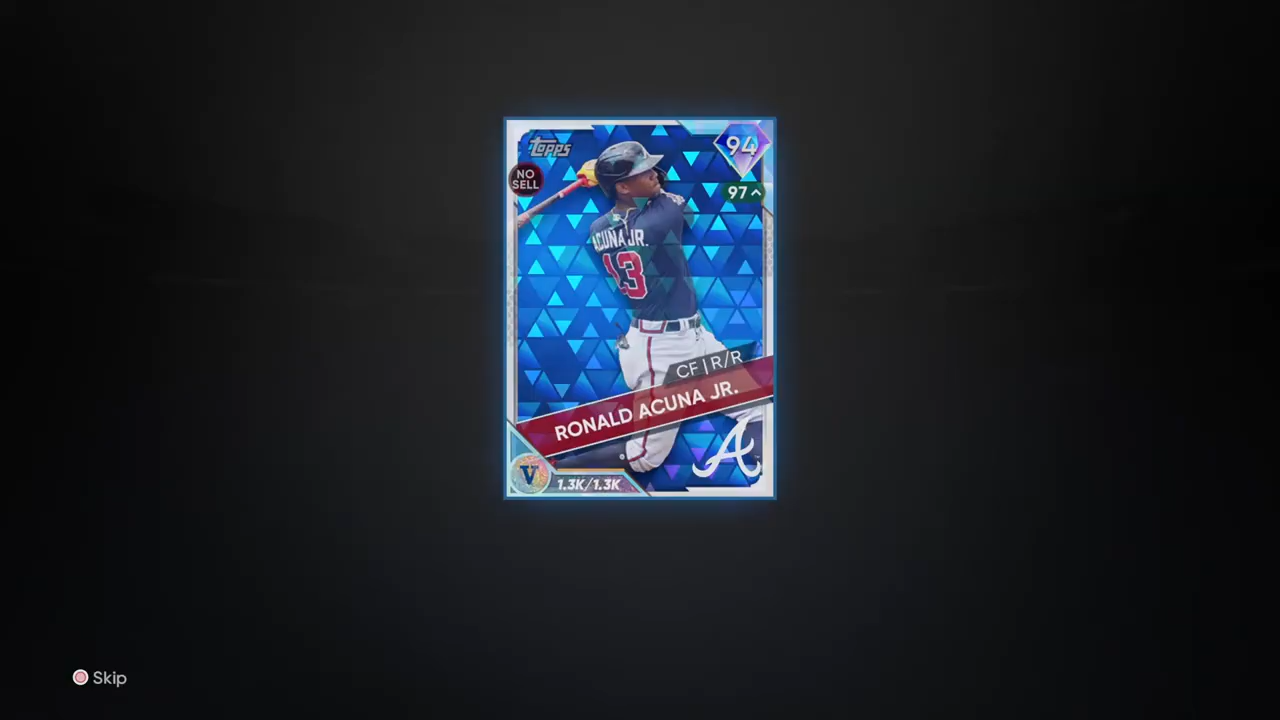 Topps
94
NO
SELL
97
ACUNA JR.
13
CF | R/R
RONALD ACUNA JR.
A
V
1.3K/1.3K
Skip